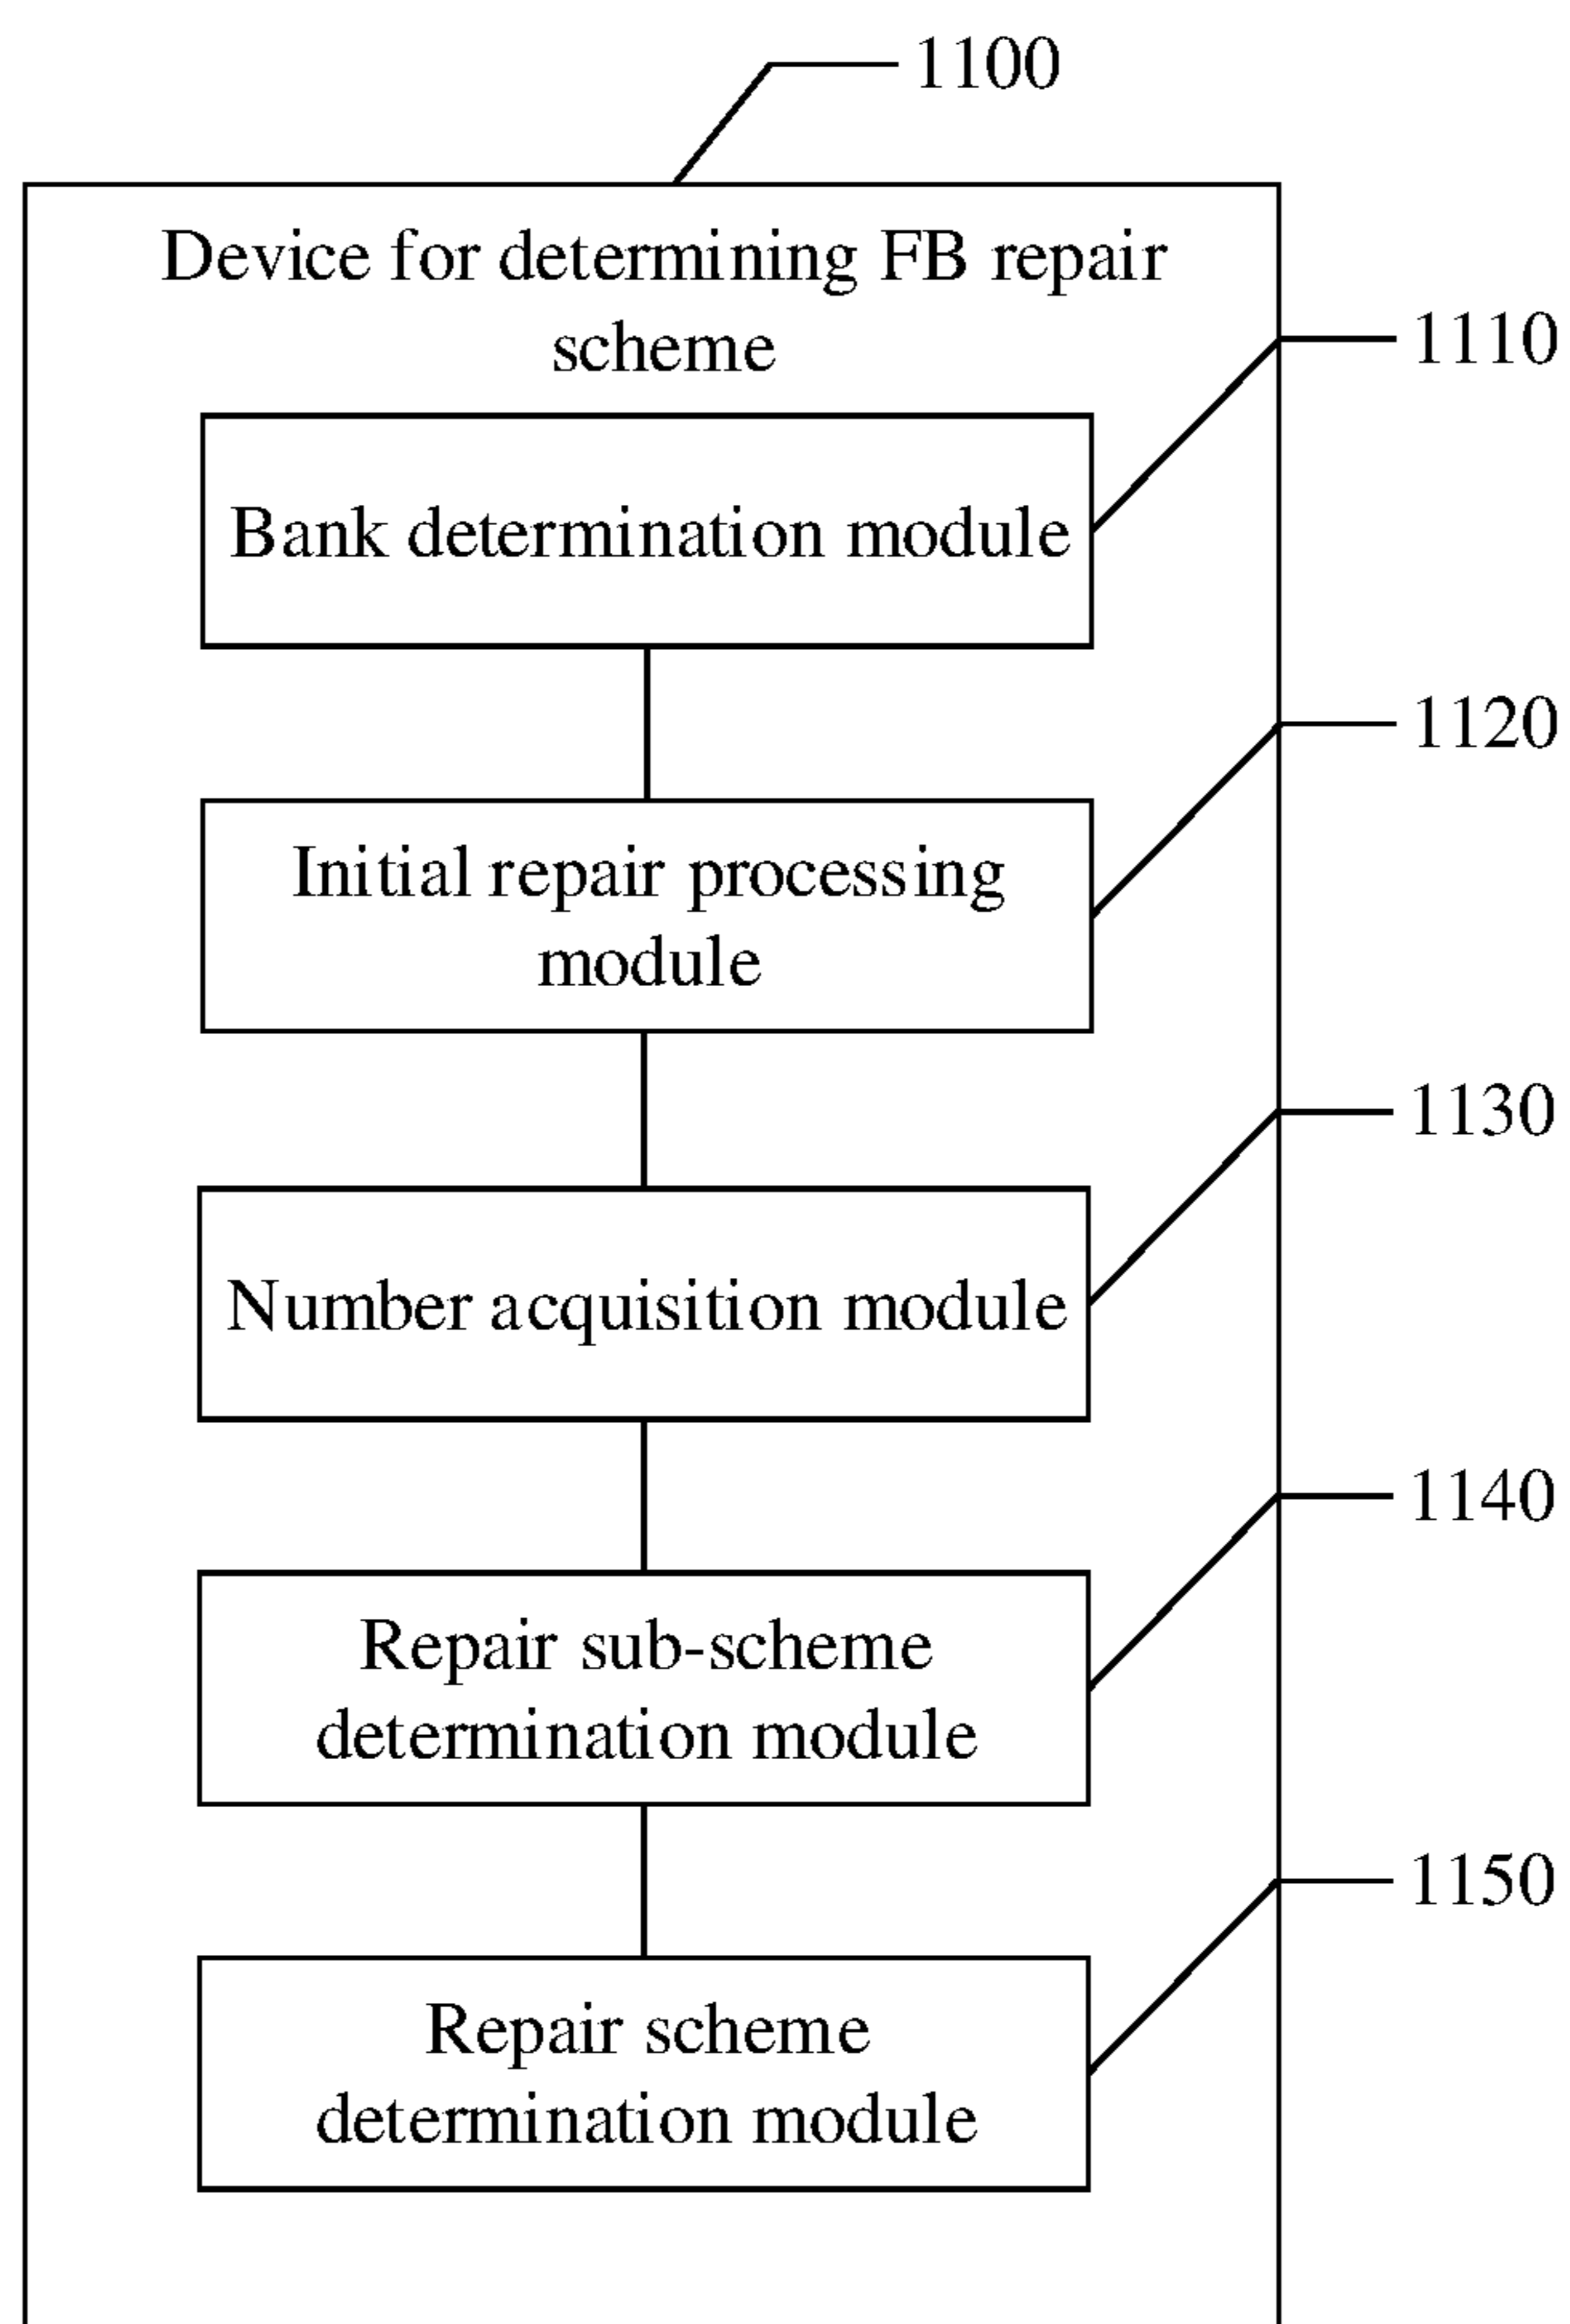 1100
Device for determining FB repair
scheme
1110
Bank determination module
1120
Initial repair processing
module
1130
Number acquisition module
1140
Repair sub-scheme
determination module
1150
Repair scheme
determination module